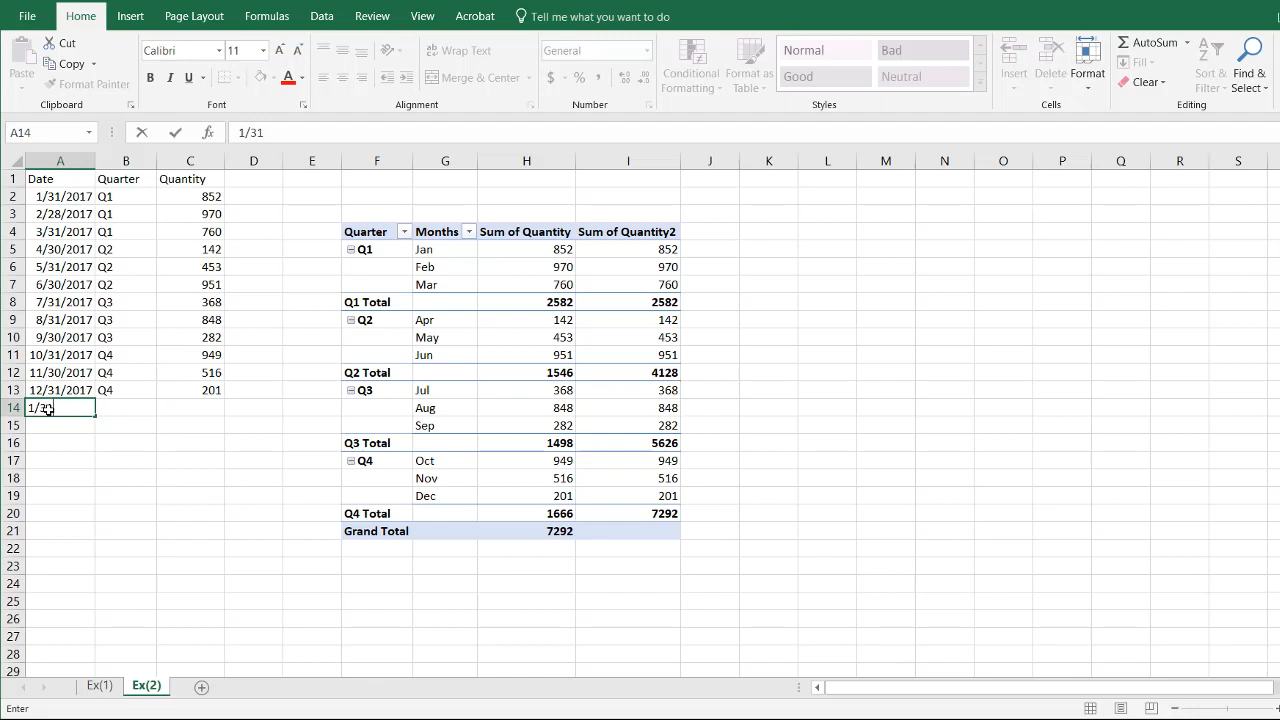 File Home Insert Page Layout Formulas Data Review View Acrobat Tell me what you want to do
Paste Cut Copy Format Painter Clipboard
Calibri 11 A A B I U A Font
Wrap Text Merge & Center Alignment
General $ % , Number
Conditional Formatting Format as Table Normal Bad Good Neutral Styles
Insert Delete Format Cells
AutoSum Fill Clear Sort & Filter Find & Select Editing
A14 fx 1/31
A B C D E F G H I J K L M N O P Q R S
1 Date Quarter Quantity
2 1/31/2017 Q1 852
3 2/28/2017 Q1 970
4 3/31/2017 Q1 760 Quarter Months Sum of Quantity Sum of Quantity2
5 4/30/2017 Q2 142 Q1 Jan 852 852
6 5/31/2017 Q2 453 Feb 970 970
7 6/30/2017 Q2 951 Mar 760 760
8 7/31/2017 Q3 368 Q1 Total 2582 2582
9 8/31/2017 Q3 848 Q2 Apr 142 142
10 9/30/2017 Q3 282 May 453 453
11 10/31/2017 Q4 949 Jun 951 951
12 11/30/2017 Q4 516 Q2 Total 1546 4128
13 12/31/2017 Q4 201 Q3 Jul 368 368
14 1/31 Aug 848 848
15 Sep 282 282
16 Q3 Total 1498 5626
17 Q4 Oct 949 949
18 Nov 516 516
19 Dec 201 201
20 Q4 Total 1666 7292
21 Grand Total 7292
22
23
24
25
26
27
28
29
Ex(1) Ex(2)
Enter